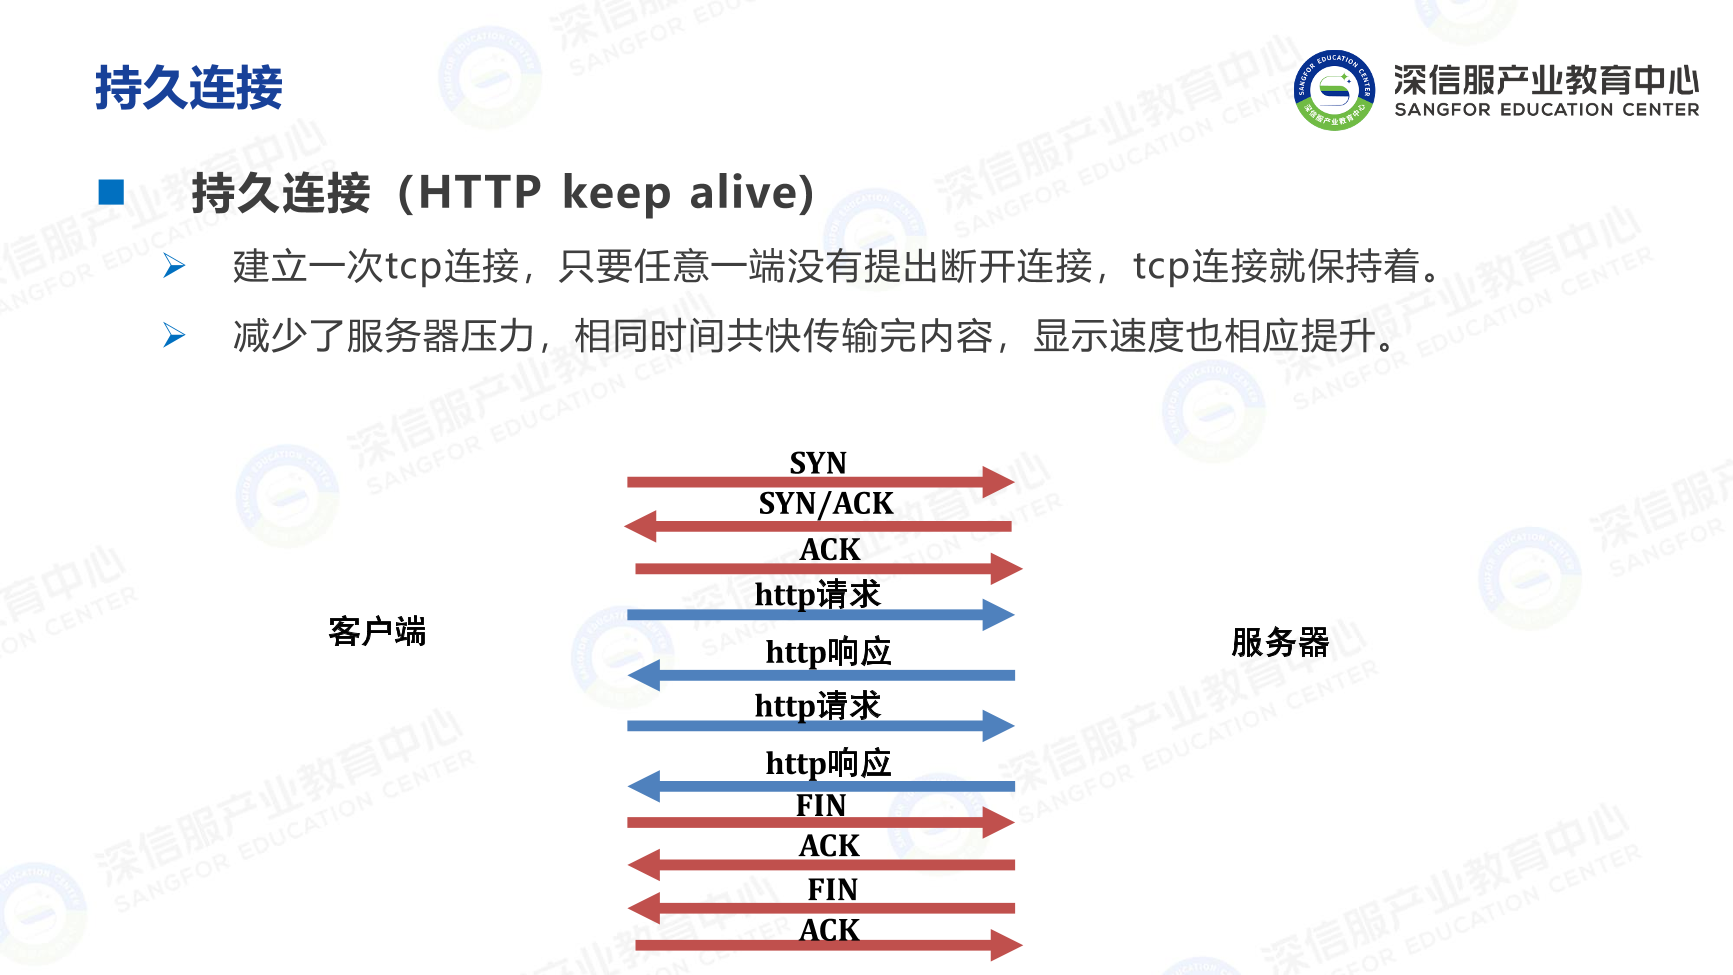 持久连接
深信服产业教育中心
SANGFOR EDUCATION CENTER
持久连接（HTTP keep alive)
建立一次tcp连接，只要任意一端没有提出断开连接，tcp连接就保持着。
减少了服务器压力，相同时间共快传输完内容，显示速度也相应提升。
SYN
SYN/ACK
ACK
http请求
客户端
服务器
http响应
http请求
http响应
FIN
ACK
FIN
ACK